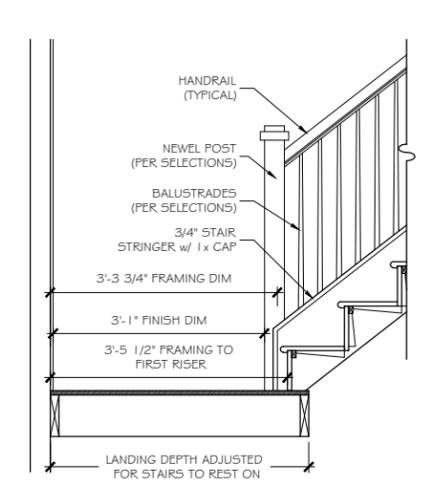 HANDRAIL
(TYPICAL)
NEWEL POST
(PER SELECTIONS)
BALUSTRADES
(PER SELECTIONS)
3/4" STAIR
STRINGER w/ 1x CAP
3'-3 3/4" FRAMING DIM
3'-1" FINISH DIM
3'-5 1/2" FRAMING TO
FIRST RISER
LANDING DEPTH ADJUSTED
FOR STAIRS TO REST ON